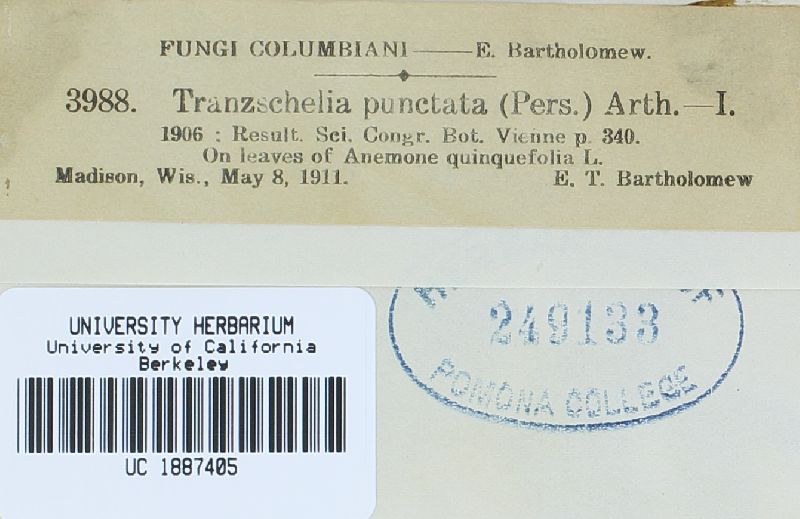 FUNGI COLUMBIANI — E. Bartholomew.
3988. Tranzschelia punctata (Pers.) Arth.—I.
1906 : Result. Sci. Congr. Bot. Vienne p. 340.
On leaves of Anemone quinquefolia L.
Madison, Wis., May 8, 1911. E. T. Bartholomew
249133
POMONA COLLEGE
UNIVERSITY HERBARIUM
University of California
Berkeley
UC 1887405